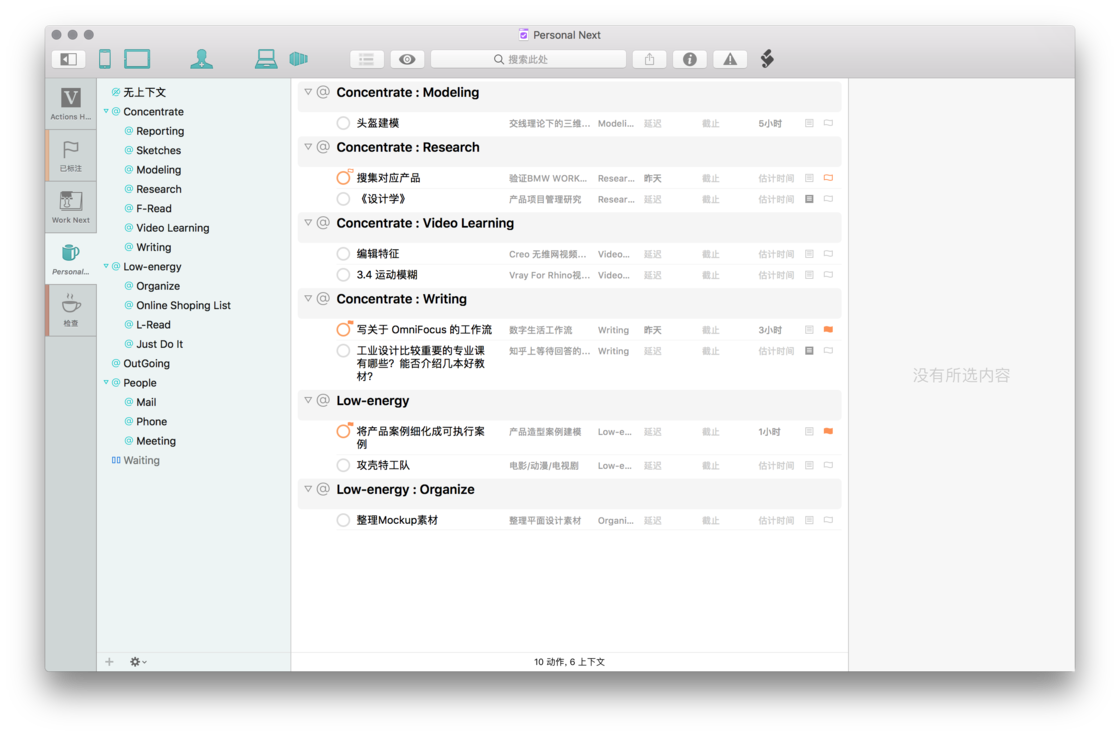 Personal Next
搜索此处
V
Actions H...
已标注
Work Next
Personal...
检查
无上下文
Concentrate
Reporting
Sketches
Modeling
Research
F-Read
Video Learning
Writing
Low-energy
Organize
Online Shoping List
L-Read
Just Do It
OutGoing
People
Mail
Phone
Meeting
Waiting
Concentrate : Modeling
头盔建模 交线理论下的三维... Modeli... 延迟 截止 5小时
Concentrate : Research
搜集对应产品 验证BMW WORK... Resear... 昨天 截止 估计时间
《设计学》 产品项目管理研究 Resear... 延迟 截止 估计时间
Concentrate : Video Learning
编辑特征 Creo 无维网视频... Video... 延迟 截止 估计时间
3.4 运动模糊 Vray For Rhino视... Video... 延迟 截止 估计时间
Concentrate : Writing
写关于 OmniFocus 的工作流 数字生活工作流 Writing 昨天 截止 3小时
工业设计比较重要的专业课 知乎上等待回答的... Writing 延迟 截止 估计时间
有哪些？能否介绍几本好教
材？
Low-energy
将产品案例细化成可执行案 产品造型案例建模 Low-e... 延迟 截止 1小时
例
攻壳特工队 电影/动漫/电视剧 Low-e... 延迟 截止 估计时间
Low-energy : Organize
整理Mockup素材 整理平面设计素材 Organi... 延迟 截止 估计时间
没有所选内容
10 动作, 6 上下文